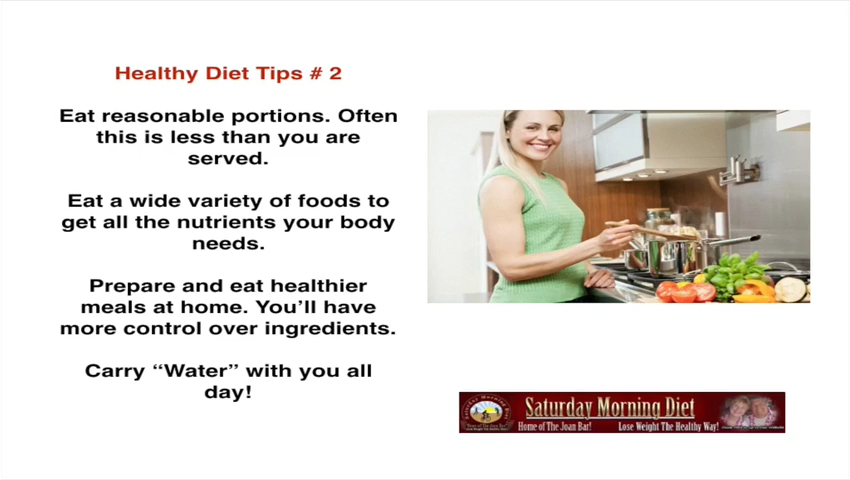 Healthy Diet Tips # 2
Eat reasonable portions. Often
this is less than you are
served.
Eat a wide variety of foods to
get all the nutrients your body
needs.
Prepare and eat healthier
meals at home. You’ll have
more control over ingredients.
Carry “Water” with you all
day!
Saturday Morning Diet
Home of The Joan Bar!
Lose Weight The Healthy Way!